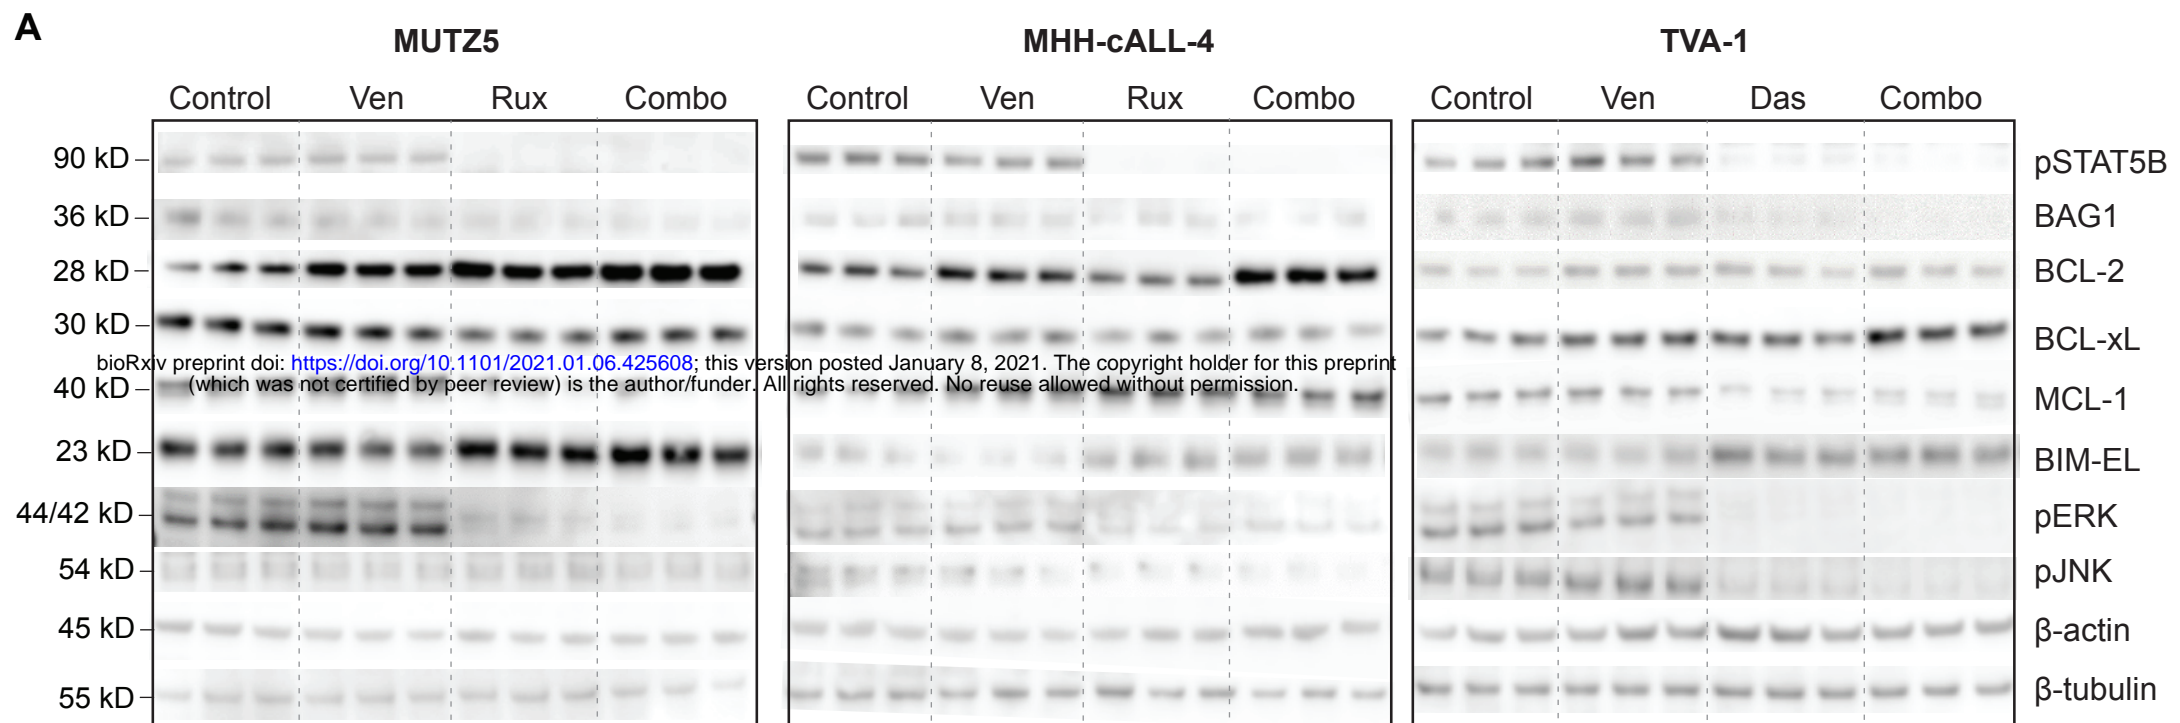 A
MUTZ5 MHH-cALL-4 TVA-1
Control Ven Rux Combo Control Ven Rux Combo Control Ven Das Combo
90 kD pSTAT5B
36 kD BAG1
28 kD BCL-2
30 kD BCL-xL
bioRxiv preprint doi: https://doi.org/10.1101/2021.01.06.425608; this version posted January 8, 2021. The copyright holder for this preprint
(which was not certified by peer review) is the author/funder. All rights reserved. No reuse allowed without permission.
40 kD MCL-1
23 kD BIM-EL
44/42 kD pERK
54 kD pJNK
45 kD β-actin
55 kD β-tubulin